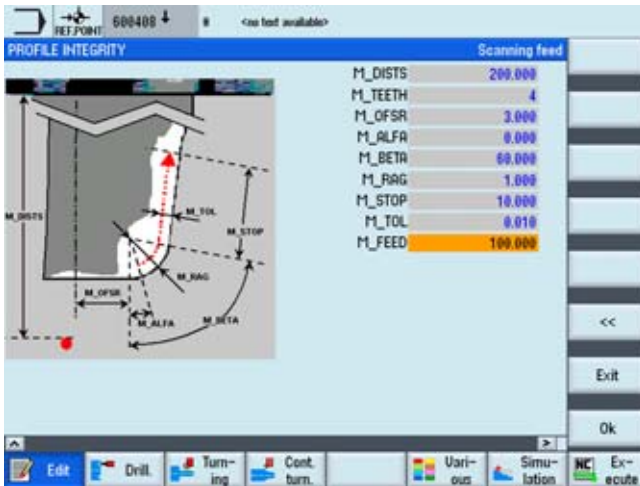 REF.POINT 600408 0 <no text available>
PROFILE INTEGRITY Scanning feed
M_DISTS 200.000
M_TEETH 4
M_OFSR 3.000
M_ALFA 0.000
M_BETA 60.000
M_RAG 1.000
M_STOP 10.000
M_TOL 0.010
M_FEED 100.000
M_DISTS
M_TOL
M_STOP
M_RAG
M_OFSR
M_ALFA
M_BETA
<<
Exit
Ok
Edit Drill. Turn-ing Cont. turn. Vari-ous Simu-lation NC Ex-ecute